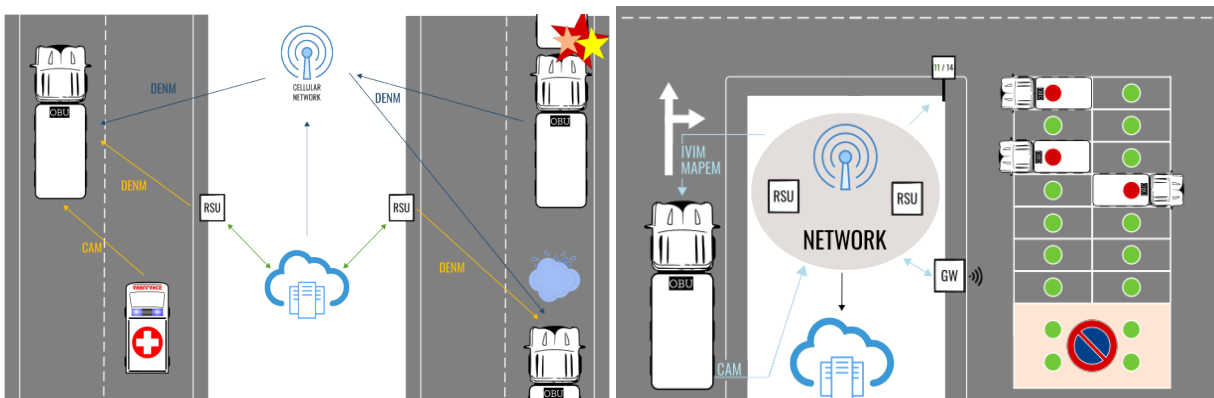 OBU
DENM
CELLULAR
NETWORK
DENM
OBU
DENM
RSU
RSU
CAM
DENM
AMBULANCE
OBU
11 / 14
IVIM
MAPEM
RSU
RSU
NETWORK
GW
OBU
CAM